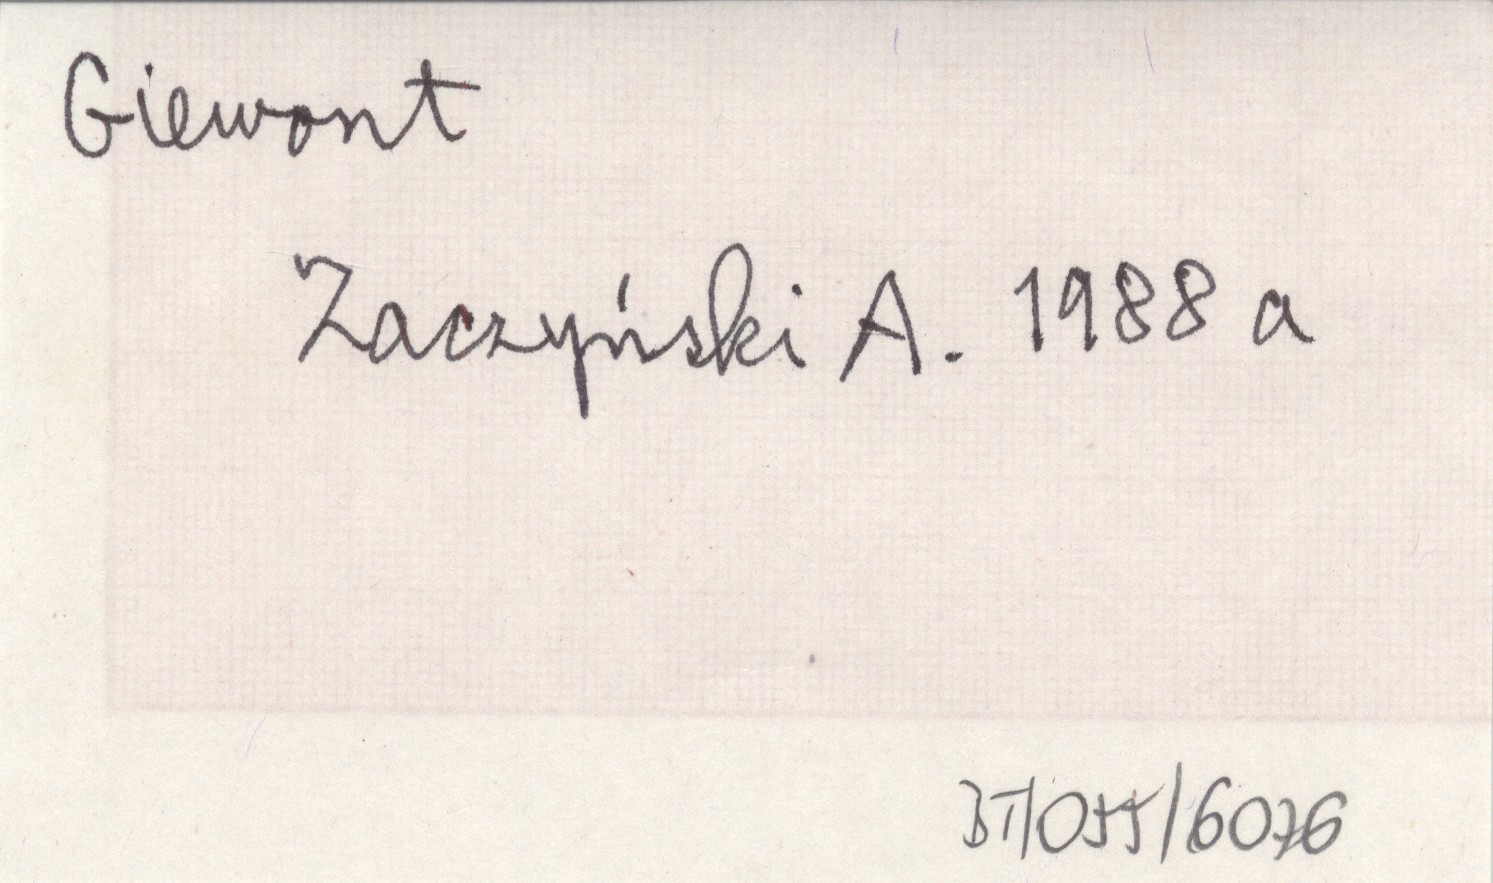 Giewont
Zaczyński A. 1988 a
BT/055/6076